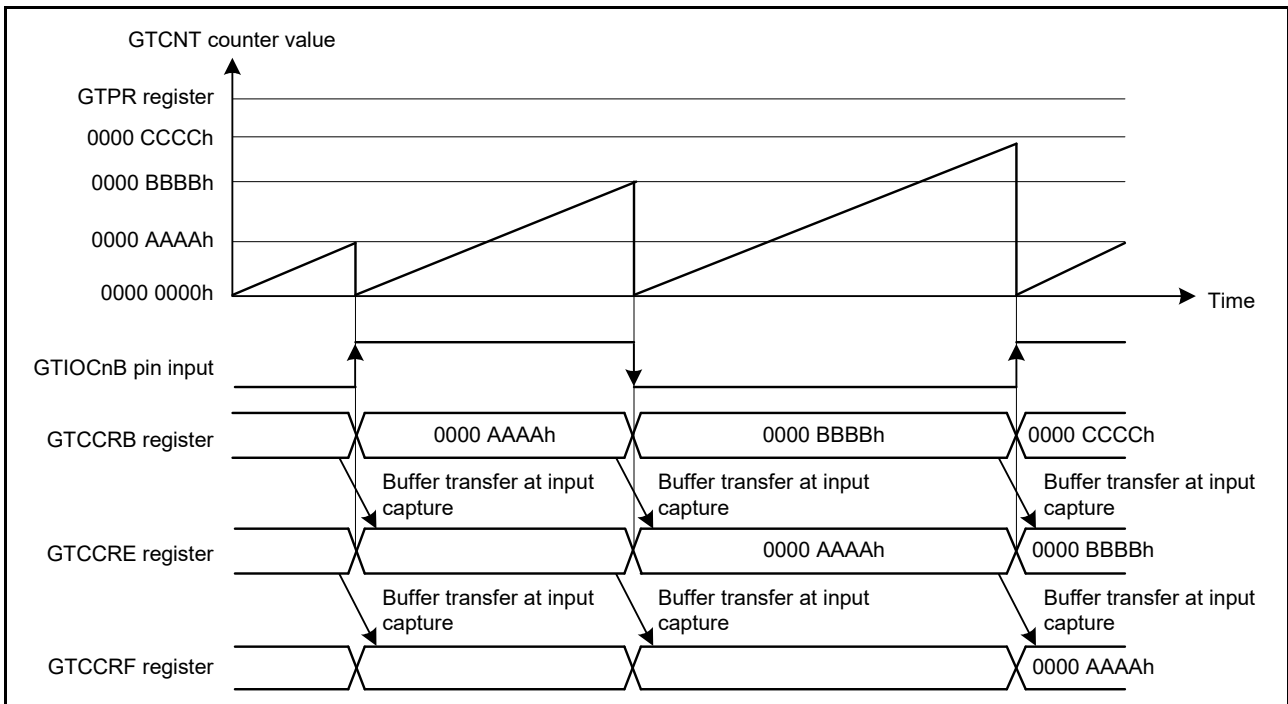 GTCNT counter value
GTPR register
0000 CCCCh
0000 BBBBh
0000 AAAAh
0000 0000h
Time
GTIOCnB pin input
GTCCRB register
0000 AAAAh
0000 BBBBh
0000 CCCCh
Buffer transfer at input
capture
Buffer transfer at input
capture
Buffer transfer at input
capture
GTCCRE register
0000 AAAAh
0000 BBBBh
Buffer transfer at input
capture
Buffer transfer at input
capture
Buffer transfer at input
capture
GTCCRF register
0000 AAAAh